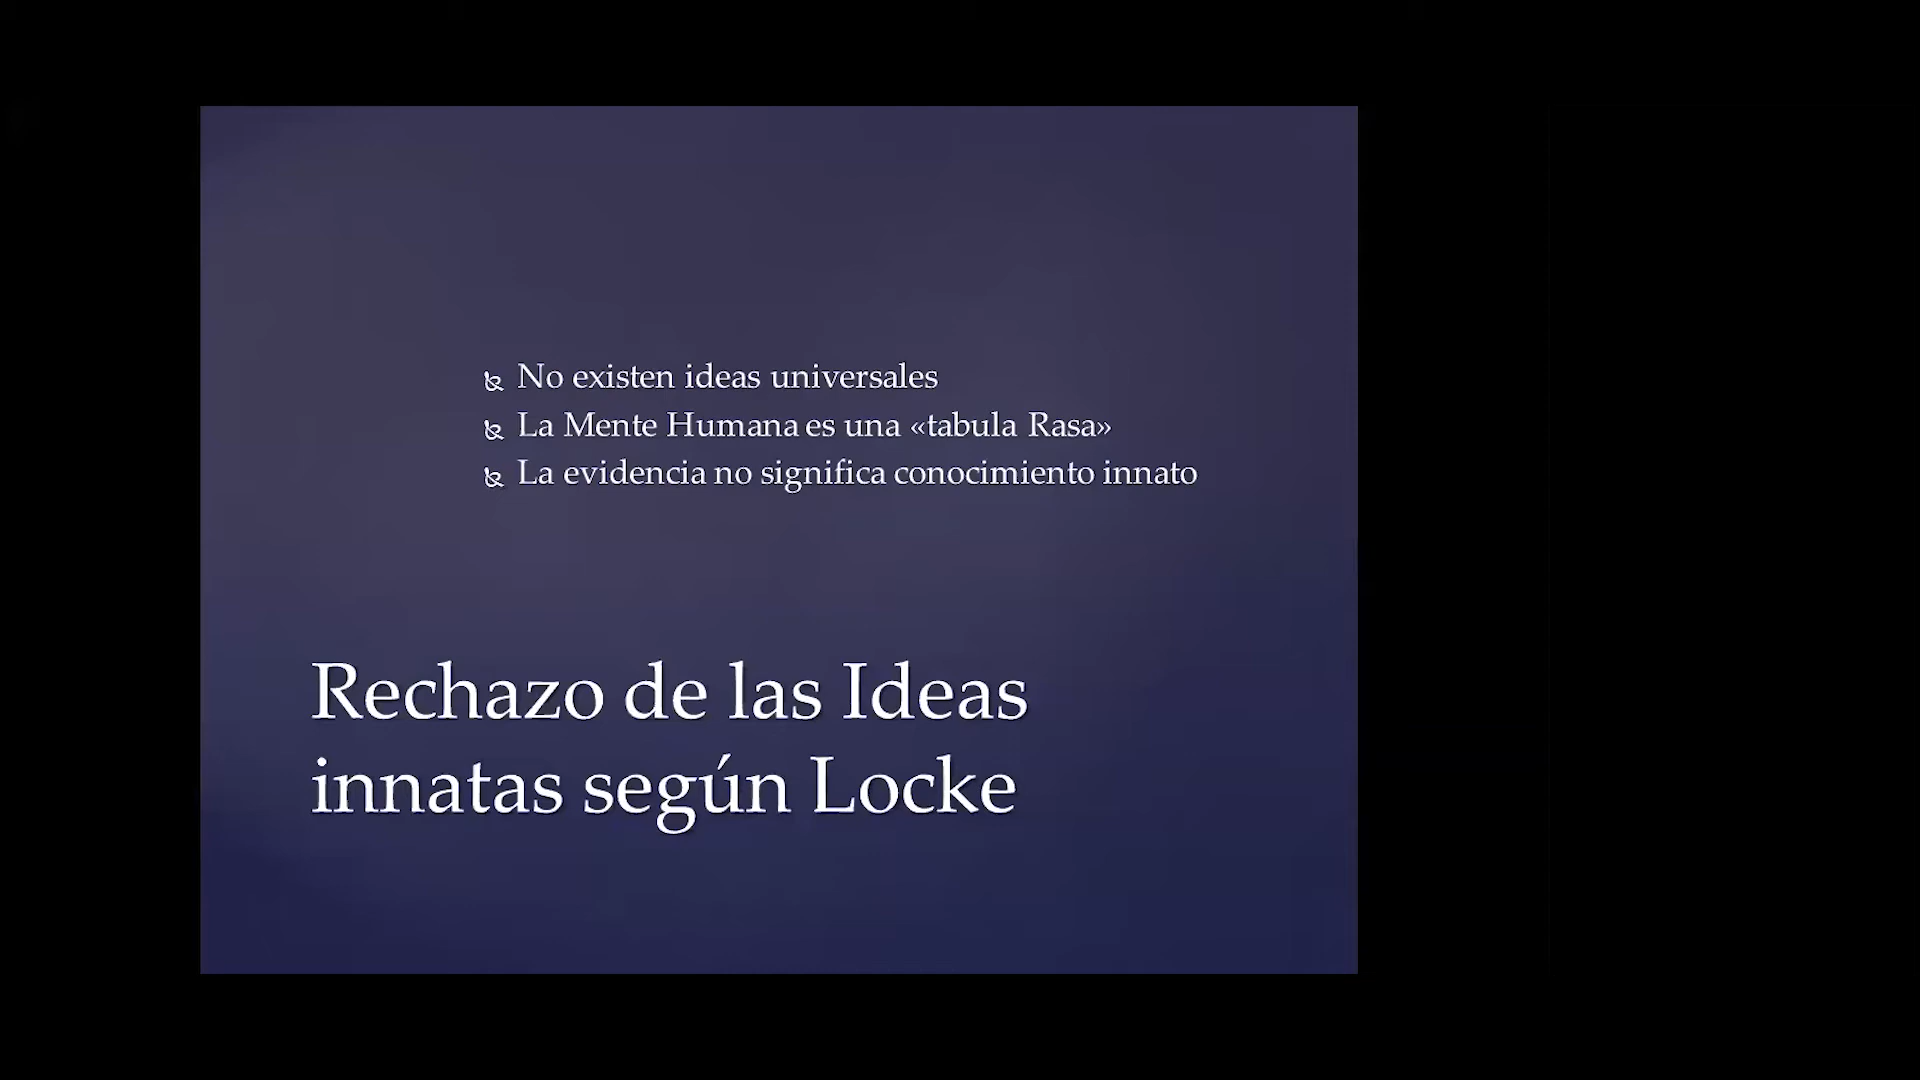 No existen ideas universales
La Mente Humana es una «tabula Rasa»
La evidencia no significa conocimiento innato
Rechazo de las Ideas
innatas según Locke